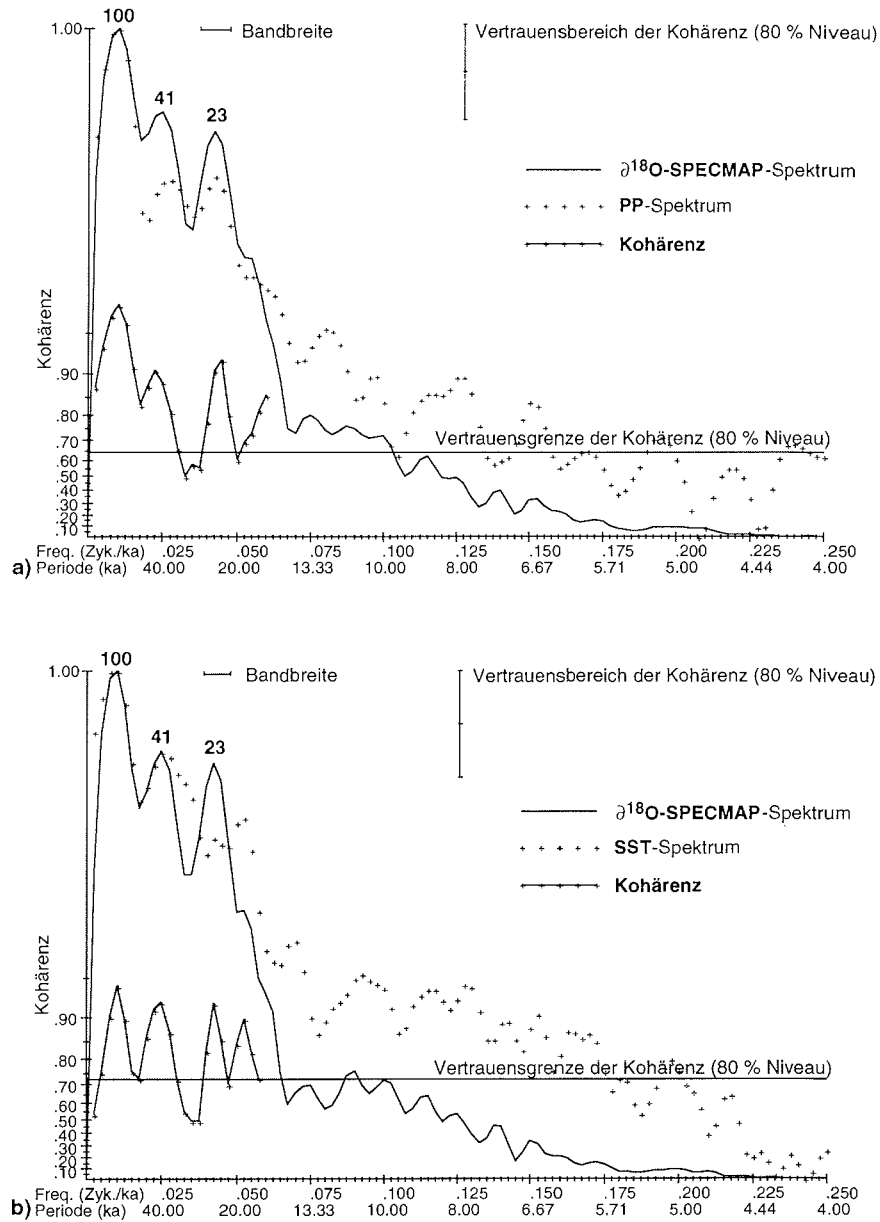 100
1.00
Bandbreite
Vertrauensbereich der Kohärenz (80 % Niveau)
41
23
∂18O-SPECMAP-Spektrum
PP-Spektrum
Kohärenz
Kohärenz
.90
.80
.70
Vertrauensgrenze der Kohärenz (80 % Niveau)
.60
.50
.40
.30
.20
.10
Freq. (Zyk./ka) .025 .050 .075 .100 .125 .150 .175 .200 .225 .250
a) Periode (ka) 40.00 20.00 13.33 10.00 8.00 6.67 5.71 5.00 4.44 4.00
100
1.00
Bandbreite
Vertrauensbereich der Kohärenz (80 % Niveau)
41
23
∂18O-SPECMAP-Spektrum
SST-Spektrum
Kohärenz
Kohärenz
.90
.80
Vertrauensgrenze der Kohärenz (80 % Niveau)
.70
.60
.50
.40
.30
.20
.10
Freq. (Zyk./ka) .025 .050 .075 .100 .125 .150 .175 .200 .225 .250
b) Periode (ka) 40.00 20.00 13.33 10.00 8.00 6.67 5.71 5.00 4.44 4.00